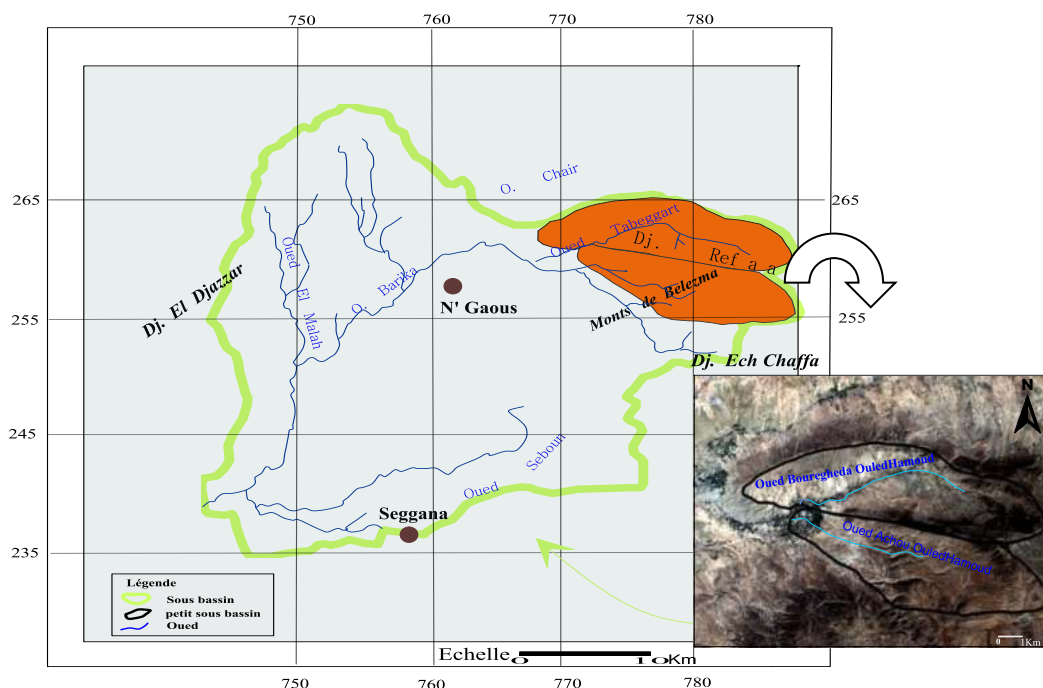 750
760
770
780
O. Chair
265
265
Oued Tabeggart
Dj.
Ref a a
Oued El Malah
O. Barika
Dj. El Djazzar
N' Gaous
Monts de Belezma
255
255
Dj. Ech Chaffa
N
245
Oued Bouregheda OuledHamoud
Oued Seboun
Seggana
Oued Achou OuledHamoud
235
Légende
Sous bassin
petit sous bassin
Oued
1Km
Echelle 0 10Km
750
760
770
780